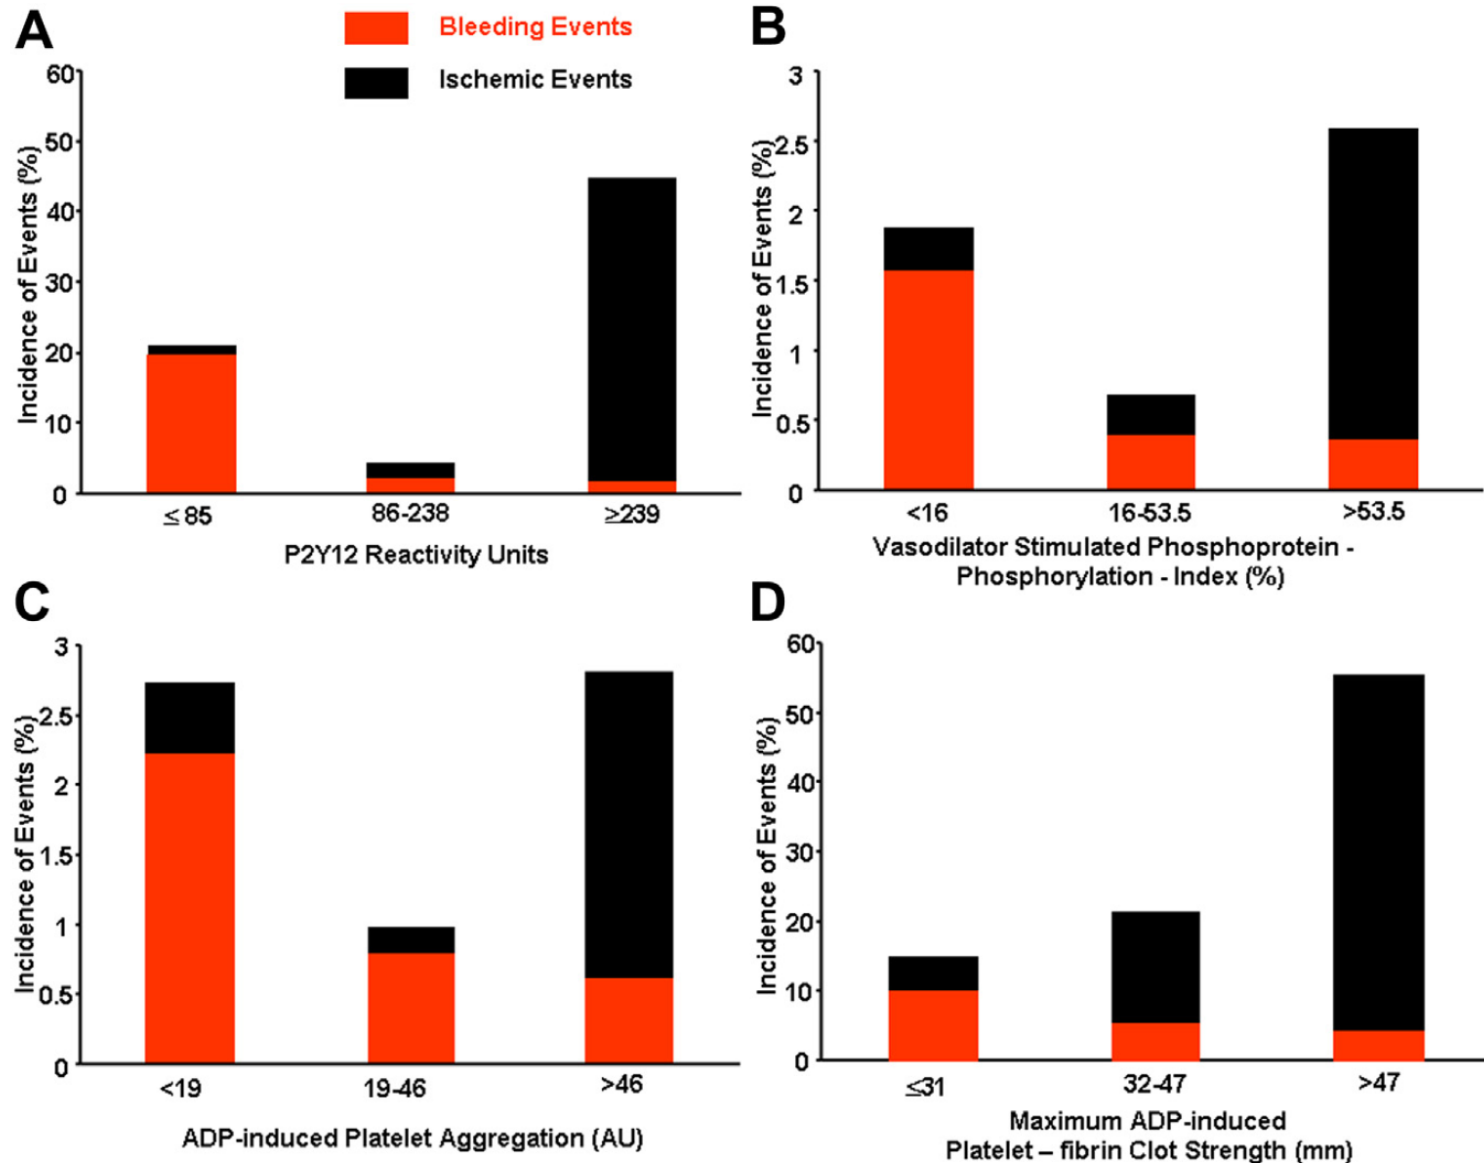 A
Bleeding Events
Ischemic Events
60
50
40
30
20
10
0
Incidence of Events (%)
≤ 85
86-238
≥239
P2Y12 Reactivity Units
B
3
2.5
2
1.5
1
0.5
0
Incidence of Events (%)
<16
16-53.5
>53.5
Vasodilator Stimulated Phosphoprotein -
Phosphorylation - Index (%)
C
3
2.5
2
1.5
1
0.5
0
Incidence of Events (%)
<19
19-46
>46
ADP-induced Platelet Aggregation (AU)
D
60
50
40
30
20
10
0
Incidence of Events (%)
≤31
32-47
>47
Maximum ADP-induced
Platelet – fibrin Clot Strength (mm)